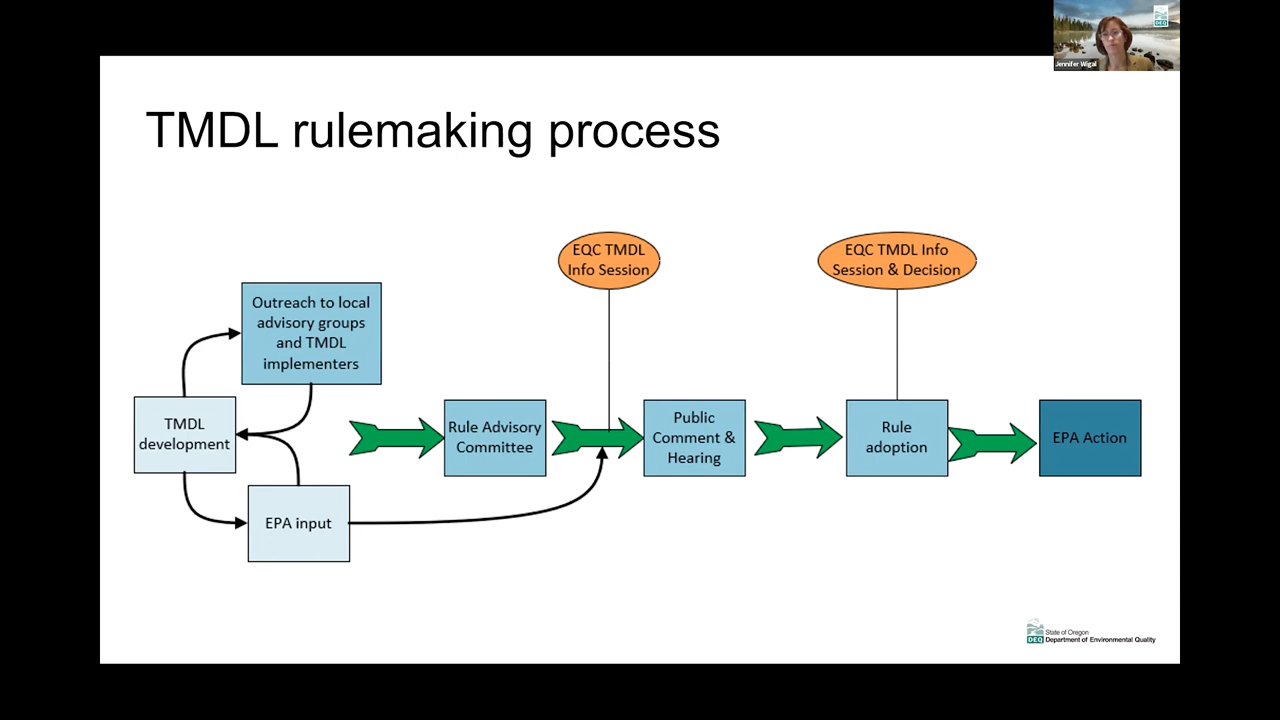 Jennifer Wigal
TMDL rulemaking process
EQC TMDL
Info Session
EQC TMDL Info
Session & Decision
Outreach to local
advisory groups
and TMDL
implementers
TMDL
development
EPA input
Rule Advisory
Committee
Public
Comment &
Hearing
Rule
adoption
EPA Action
State of Oregon
DEQ
Department of Environmental Quality